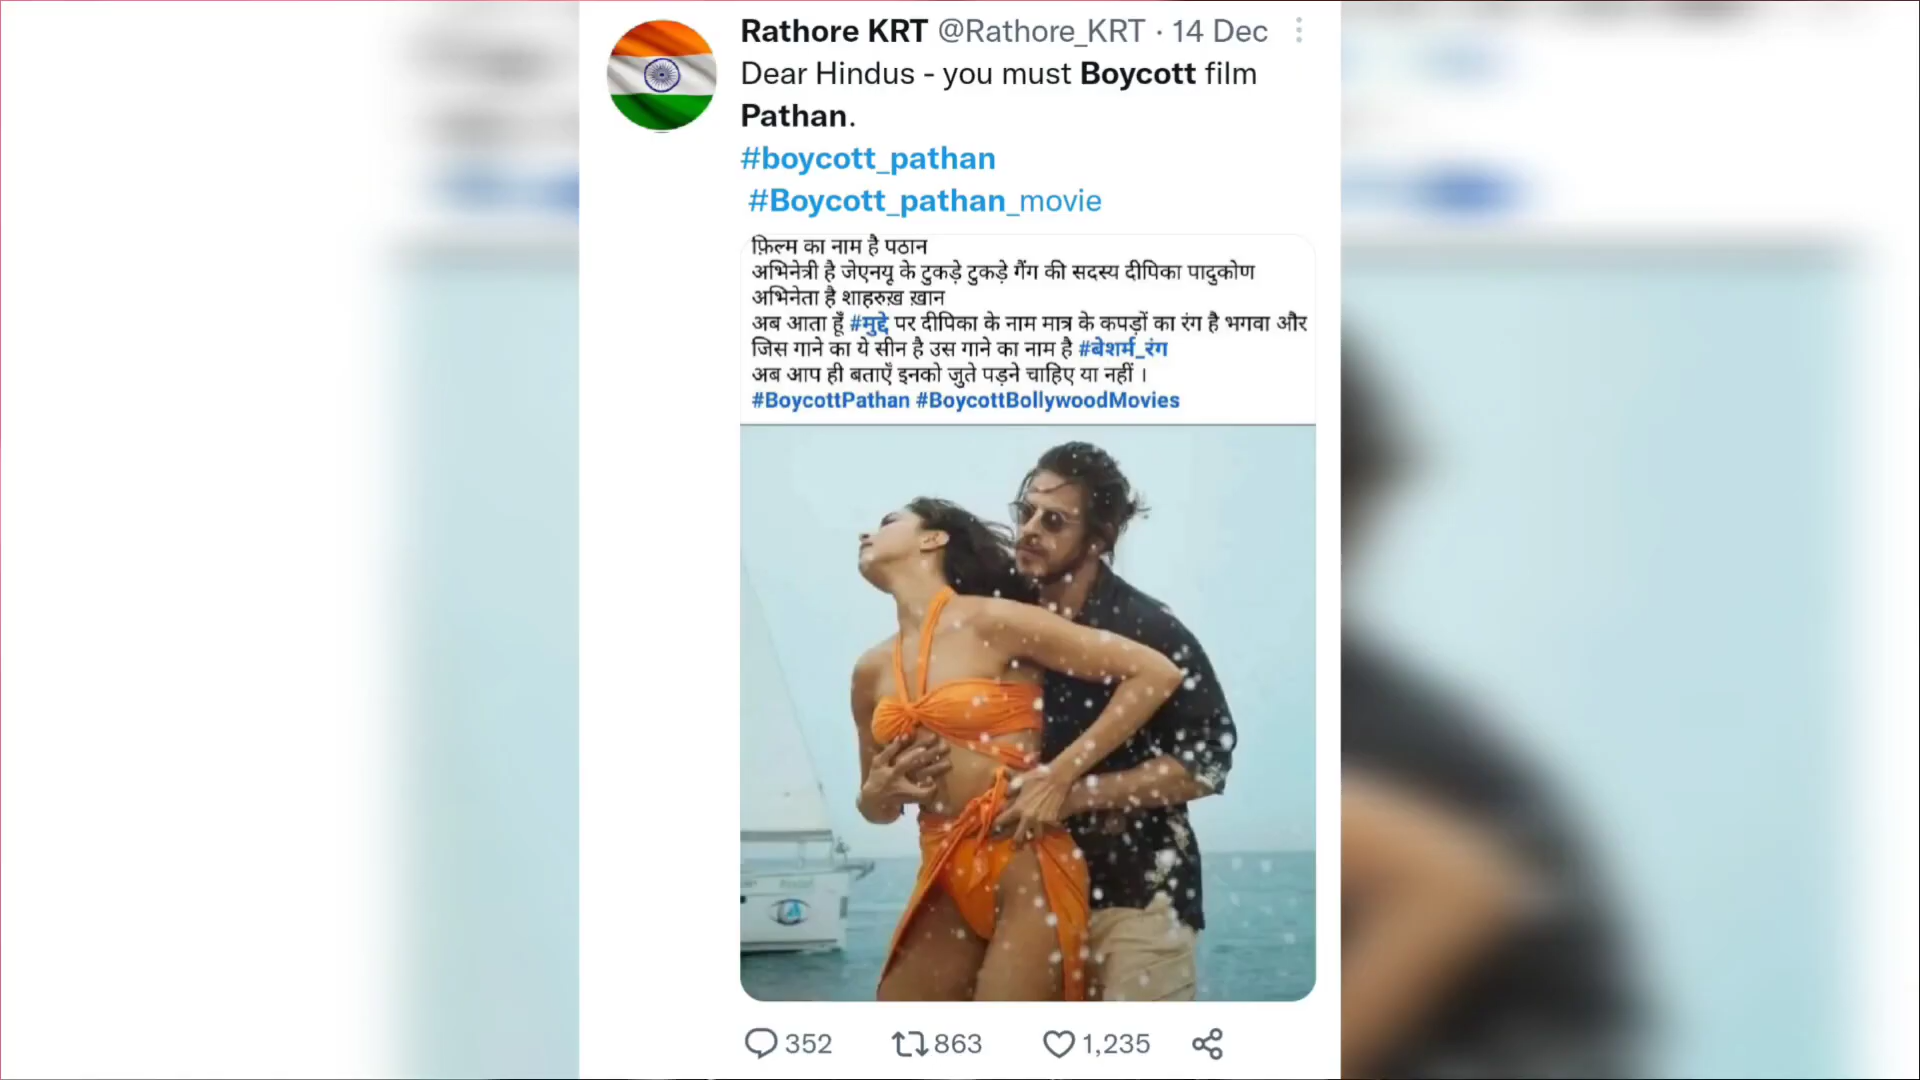 Rathore KRT @Rathore_KRT · 14 Dec
Dear Hindus - you must Boycott film
Pathan.
#boycott_pathan
#Boycott_pathan_movie
फ़िल्म का नाम है पठान
अभिनेत्री है जेएनयू के टुकड़े टुकड़े गैंग की सदस्य दीपिका पादुकोण
अभिनेता है शाहरुख़ ख़ान
अब आता हूँ #मुद्दे पर दीपिका के नाम मात्र के कपड़ों का रंग है भगवा और
जिस गाने का ये सीन है उस गाने का नाम है #बेशर्म_रंग
अब आप ही बताएँ इनको जुते पड़ने चाहिए या नहीं ।
#BoycottPathan #BoycottBollywoodMovies
352 863 1,235